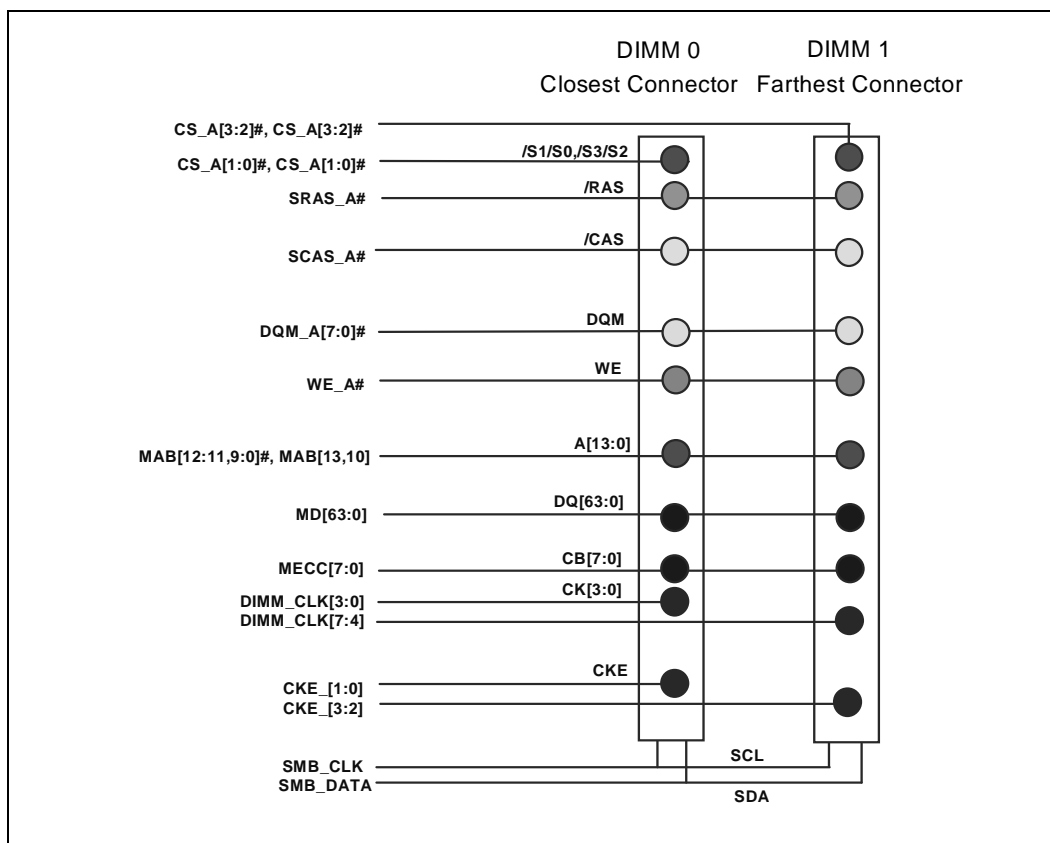 DIMM 0 DIMM 1
Closest Connector Farthest Connector
CS_A[3:2]#, CS_A[3:2]#
/S1/S0,/S3/S2
CS_A[1:0]#, CS_A[1:0]#
/RAS
SRAS_A#
/CAS
SCAS_A#
DQM
DQM_A[7:0]#
WE
WE_A#
A[13:0]
MAB[12:11,9:0]#, MAB[13,10]
DQ[63:0]
MD[63:0]
CB[7:0]
MECC[7:0]
CK[3:0]
DIMM_CLK[3:0]
DIMM_CLK[7:4]
CKE
CKE_[1:0]
CKE_[3:2]
SCL
SMB_CLK
SMB_DATA
SDA